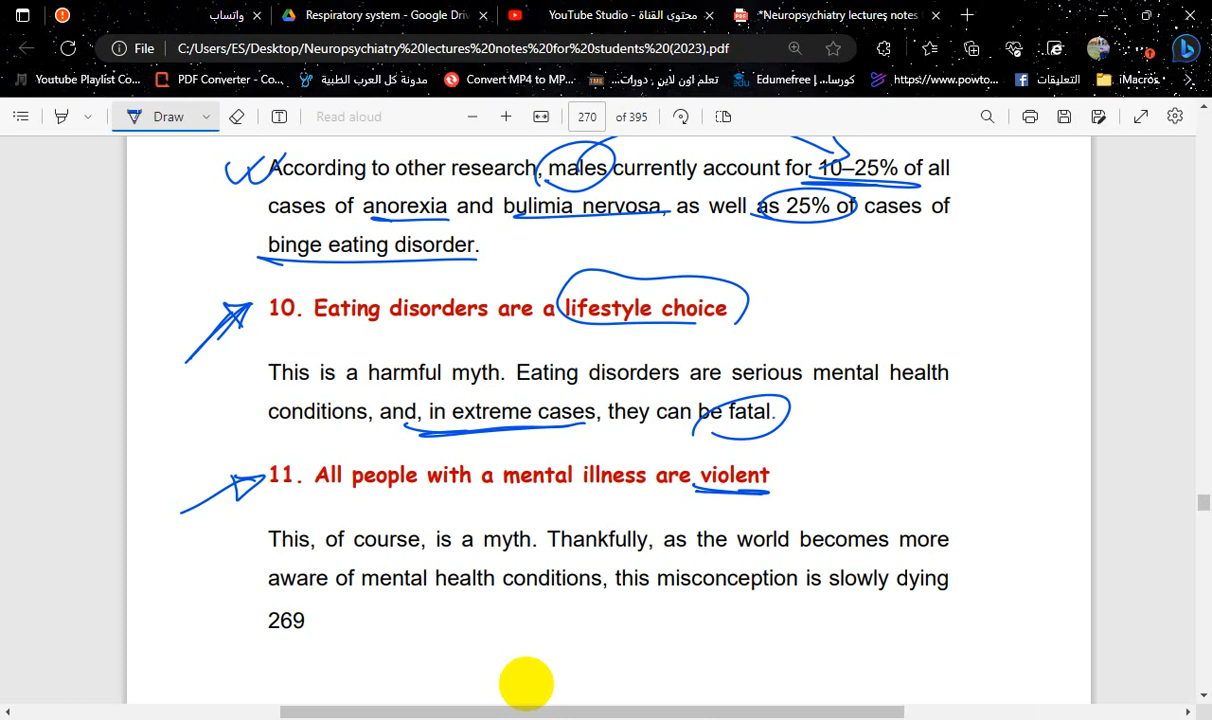 واتساب
Respiratory system - Google Driv
محتوى القناة - YouTube Studio
*Neuropsychiatry lectures notes
File
C:/Users/ES/Desktop/Neuropsychiatry%20lectures%20notes%20for%20students%20(2023).pdf
Youtube Playlist Co...
PDF Converter - Co...
مدونة كل العرب الطبية
Convert MP4 to MP...
تعلم اون لاين , دورات...
Edumefree | كورسا...
https://www.powto...
التعليقات
iMacros
Draw
Read aloud
270 of 395
According to other research, males currently account for 10–25% of all
cases of anorexia and bulimia nervosa, as well as 25% of cases of
binge eating disorder.
10. Eating disorders are a lifestyle choice
This is a harmful myth. Eating disorders are serious mental health
conditions, and, in extreme cases, they can be fatal.
11. All people with a mental illness are violent
This, of course, is a myth. Thankfully, as the world becomes more
aware of mental health conditions, this misconception is slowly dying
269